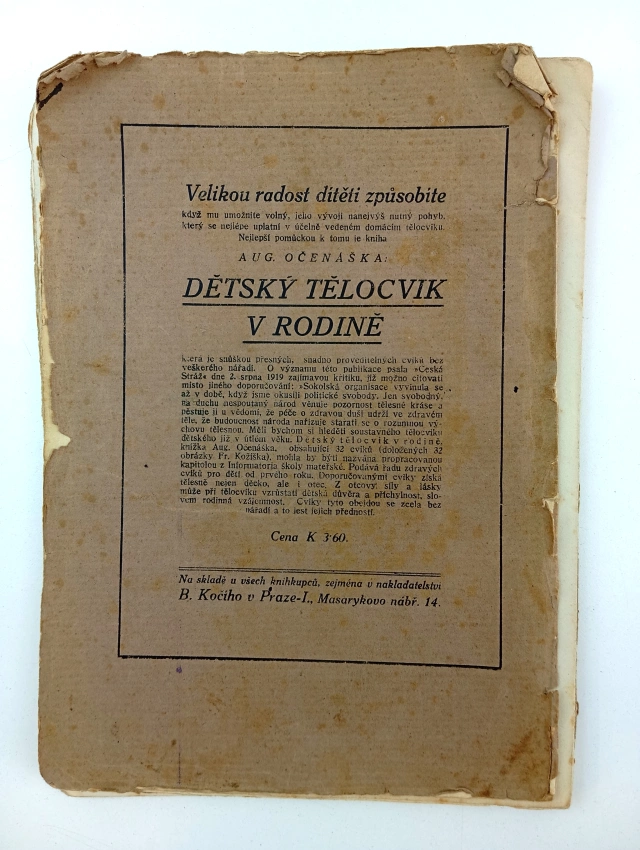 Velikou radost dítěti způsobíte
když mu umožníte volný, jeho vývoji nanejvýš nutný pohyb,
který se nejlépe uplatní v účelně vedeném domácím tělocviku.
Nejlepší pomůckou k tomu je kniha
AUG. OČENÁŠKA:
DĚTSKÝ TĚLOCVIK
V RODINĚ
která je snůškou přesných, snadno proveditelných cviků bez
veškerého nářadí. O významu této publikace psala »Česká
Stráž« dne 2. srpna 1919 zajímavou kritiku, již možno citovati
místo jiného doporučování: »Sokolská organisace vyvinula se
až v době, když jsme okusili politické svobody. Jen svobodný,
na duchu nespoutaný národ věnuje pozornost tělesné kráse a
pěstuje ji u vědomí, že péče o zdravou duši udrží ve zdravém
těle, že budoucnost národa nařizuje starati se o rozumnou vý-
chovu tělesnou. Měli bychom si hleděti soustavného tělocviku
dětského již v útlém věku. Dětský tělocvik v rodině,
knížka Aug. Očenáška, obsahující 32 cviků (doložených 32
obrázky Fr. Kožíška), mohla by býti nazvána propracovanou
kapitolou z Informatoria školy mateřské. Podává řadu zdravých
cviků pro děti od prvého roku. Doporučovanými cviky získá
tělesně nejen děcko, ale i otec. Z otcovy síly a lásky
může při tělocviku vzrůstati dětská důvěra a přichylnost, slo-
vem rodinná vzájemnost. Cviky tyto obejdou se zcela bez
nářadí a to jest jejich předností.
Cena K 3·60.
Na skladě u všech knihkupců, zejména v nakladatelství
B. Kočího v Praze-I., Masarykovo nábř. 14.